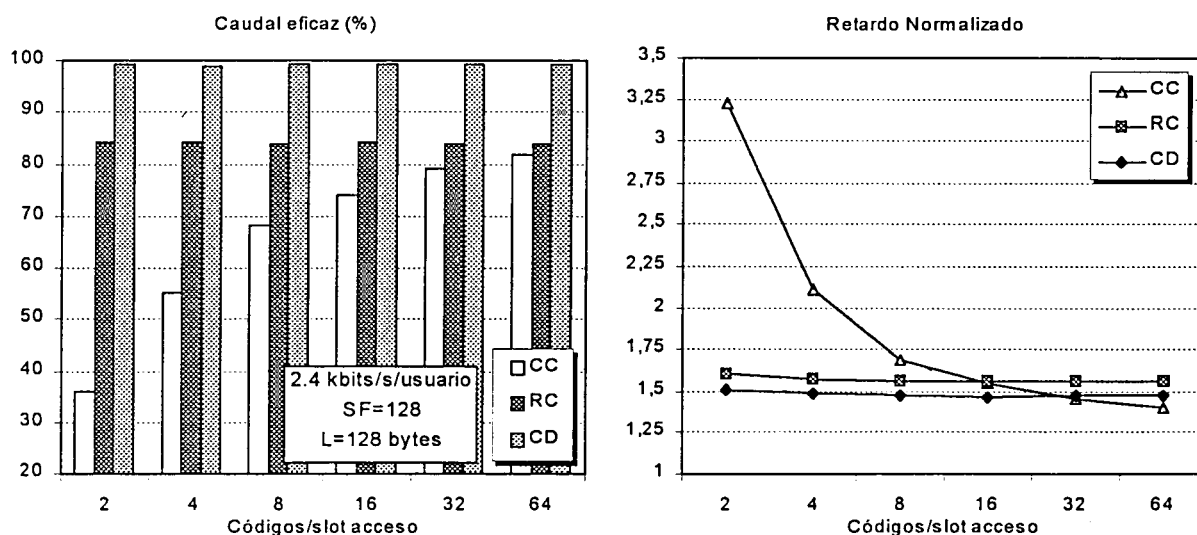 Caudal eficaz (%)
100
90
80
70
60
50
40
30
20
2 4 8 16 32 64
Códigos/slot acceso
2.4 kbits/s/usuario
SF=128
L=128 bytes
CC
RC
CD
Retardo Normalizado
3,5
3,25
3
2,75
2,5
2,25
2
1,75
1,5
1,25
1
2 4 8 16 32 64
Códigos/slot acceso
CC
RC
CD